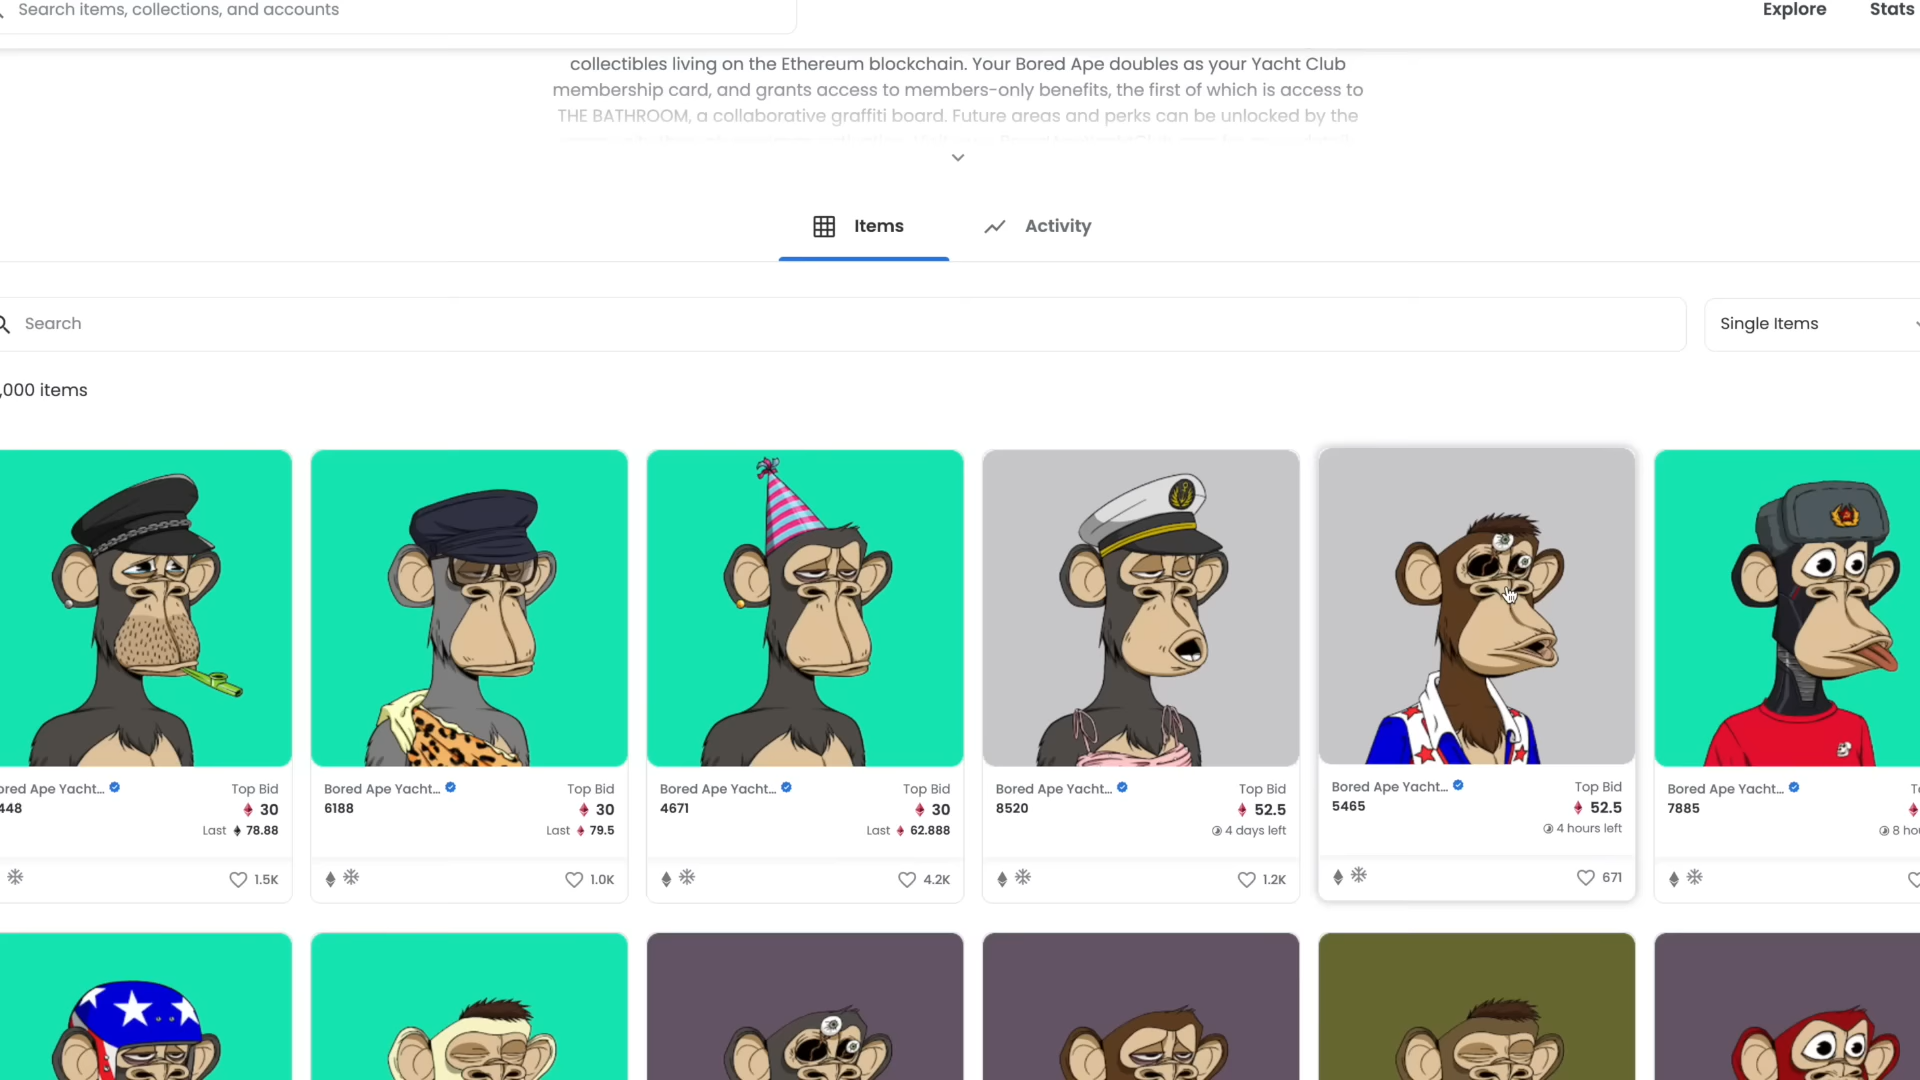 Search items, collections, and accounts
Explore
Stats
collectibles living on the Ethereum blockchain. Your Bored Ape doubles as your Yacht Club
membership card, and grants access to members-only benefits, the first of which is access to
THE BATHROOM, a collaborative graffiti board. Future areas and perks can be unlocked by the
Items
Activity
Search
Single Items
,000 items
ored Ape Yacht...
Top Bid
448
30
Last 78.88
1.5K
Bored Ape Yacht...
Top Bid
6188
30
Last 79.5
1.0K
Bored Ape Yacht...
Top Bid
4671
30
Last 62.888
4.2K
Bored Ape Yacht...
Top Bid
8520
52.5
4 days left
1.2K
Bored Ape Yacht...
Top Bid
5465
52.5
4 hours left
671
Bored Ape Yacht...
7885
8 hou